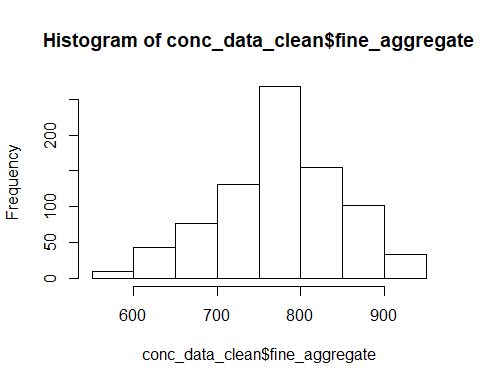 Histogram of conc_data_clean$fine_aggregate
Frequency
200
100
50
0
600 700 800 900
conc_data_clean$fine_aggregate